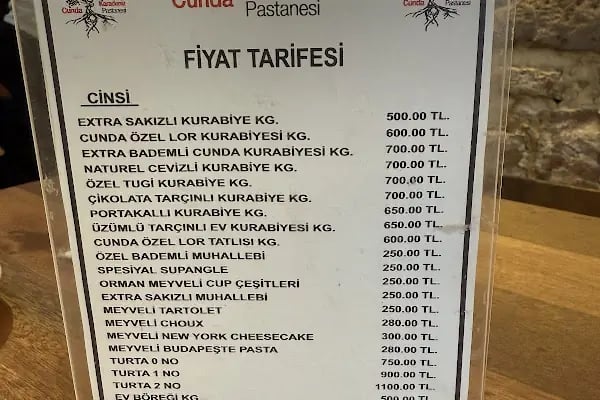 Cunda
Karadeniz
Pastanesi
Cunda
Pastanesi
Cunda
Pastanesi
FİYAT TARİFESİ
CİNSİ
EXTRA SAKIZLI KURABİYE KG. 500.00 TL.
CUNDA ÖZEL LOR KURABİYESİ KG. 600.00 TL.
EXTRA BADEMLİ CUNDA KURABİYESİ KG. 700.00 TL.
NATUREL CEVİZLİ KURABİYE KG. 700.00 TL.
ÖZEL TUGI KURABİYE KG. 700.00 TL.
ÇİKOLATA TARÇINLI KURABİYE KG. 700.00 TL.
PORTAKALLI KURABİYE KG. 650.00 TL.
ÜZÜMLÜ TARÇINLI EV KURABİYESİ KG. 650.00 TL.
CUNDA ÖZEL LOR TATLISI KG. 600.00 TL.
ÖZEL BADEMLİ MUHALLEBİ 250.00 TL.
SPESİYAL SUPANGLE 250.00 TL.
ORMAN MEYVELİ CUP ÇEŞİTLERİ 250.00 TL.
EXTRA SAKIZLI MUHALLEBİ 250.00 TL.
MEYVELİ TARTOLET 250.00 TL.
MEYVELİ CHOUX 280.00 TL.
MEYVELİ NEW YORK CHEESECAKE 300.00 TL.
MEYVELİ BUDAPEŞTE PASTA 280.00 TL.
TURTA 0 NO 750.00 TL.
TURTA 1 NO 900.00 TL.
TURTA 2 NO 1100.00 TL.
EV BÖREĞİ KG 500.00 TL.